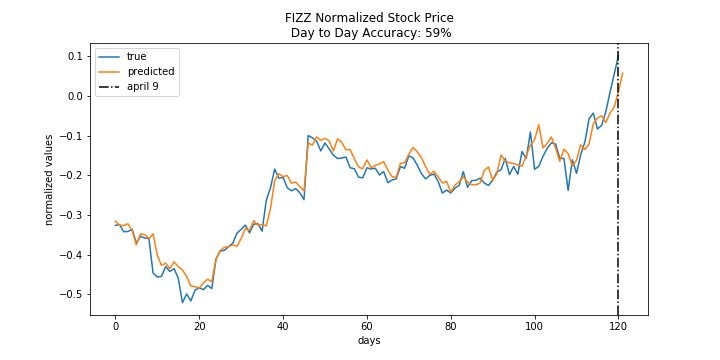 FIZZ Normalized Stock Price
Day to Day Accuracy: 59%
true
predicted
april 9
normalized values
0.1
0.0
−0.1
−0.2
−0.3
−0.4
−0.5
0
20
40
60
80
100
120
days